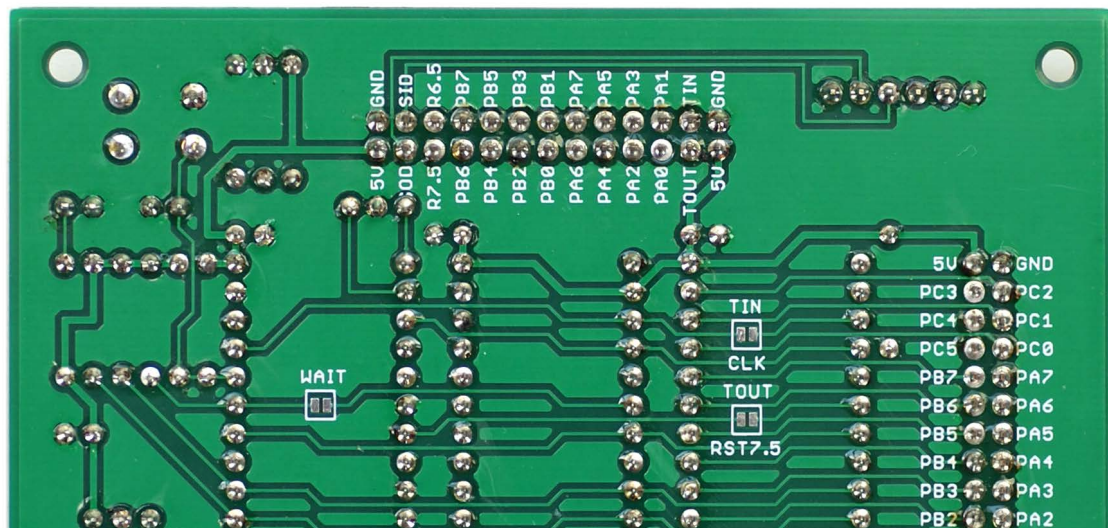 GND SID R6.5 PB7 PB5 PB3 PB1 PA7 PA5 PA3 PA1 TIN GND
5V SOD R7.5 PB6 PB4 PB2 PB0 PA6 PA4 PA2 PA0 TOUT 5V
5V GND
PC3 PC2
TIN
PC4 PC1
PC5 PC0
CLK
WAIT
PB7 PA7
TOUT
PB6 PA6
PB5 PA5
RST7.5
PB4 PA4
PB3 PA3
PB2 PA2